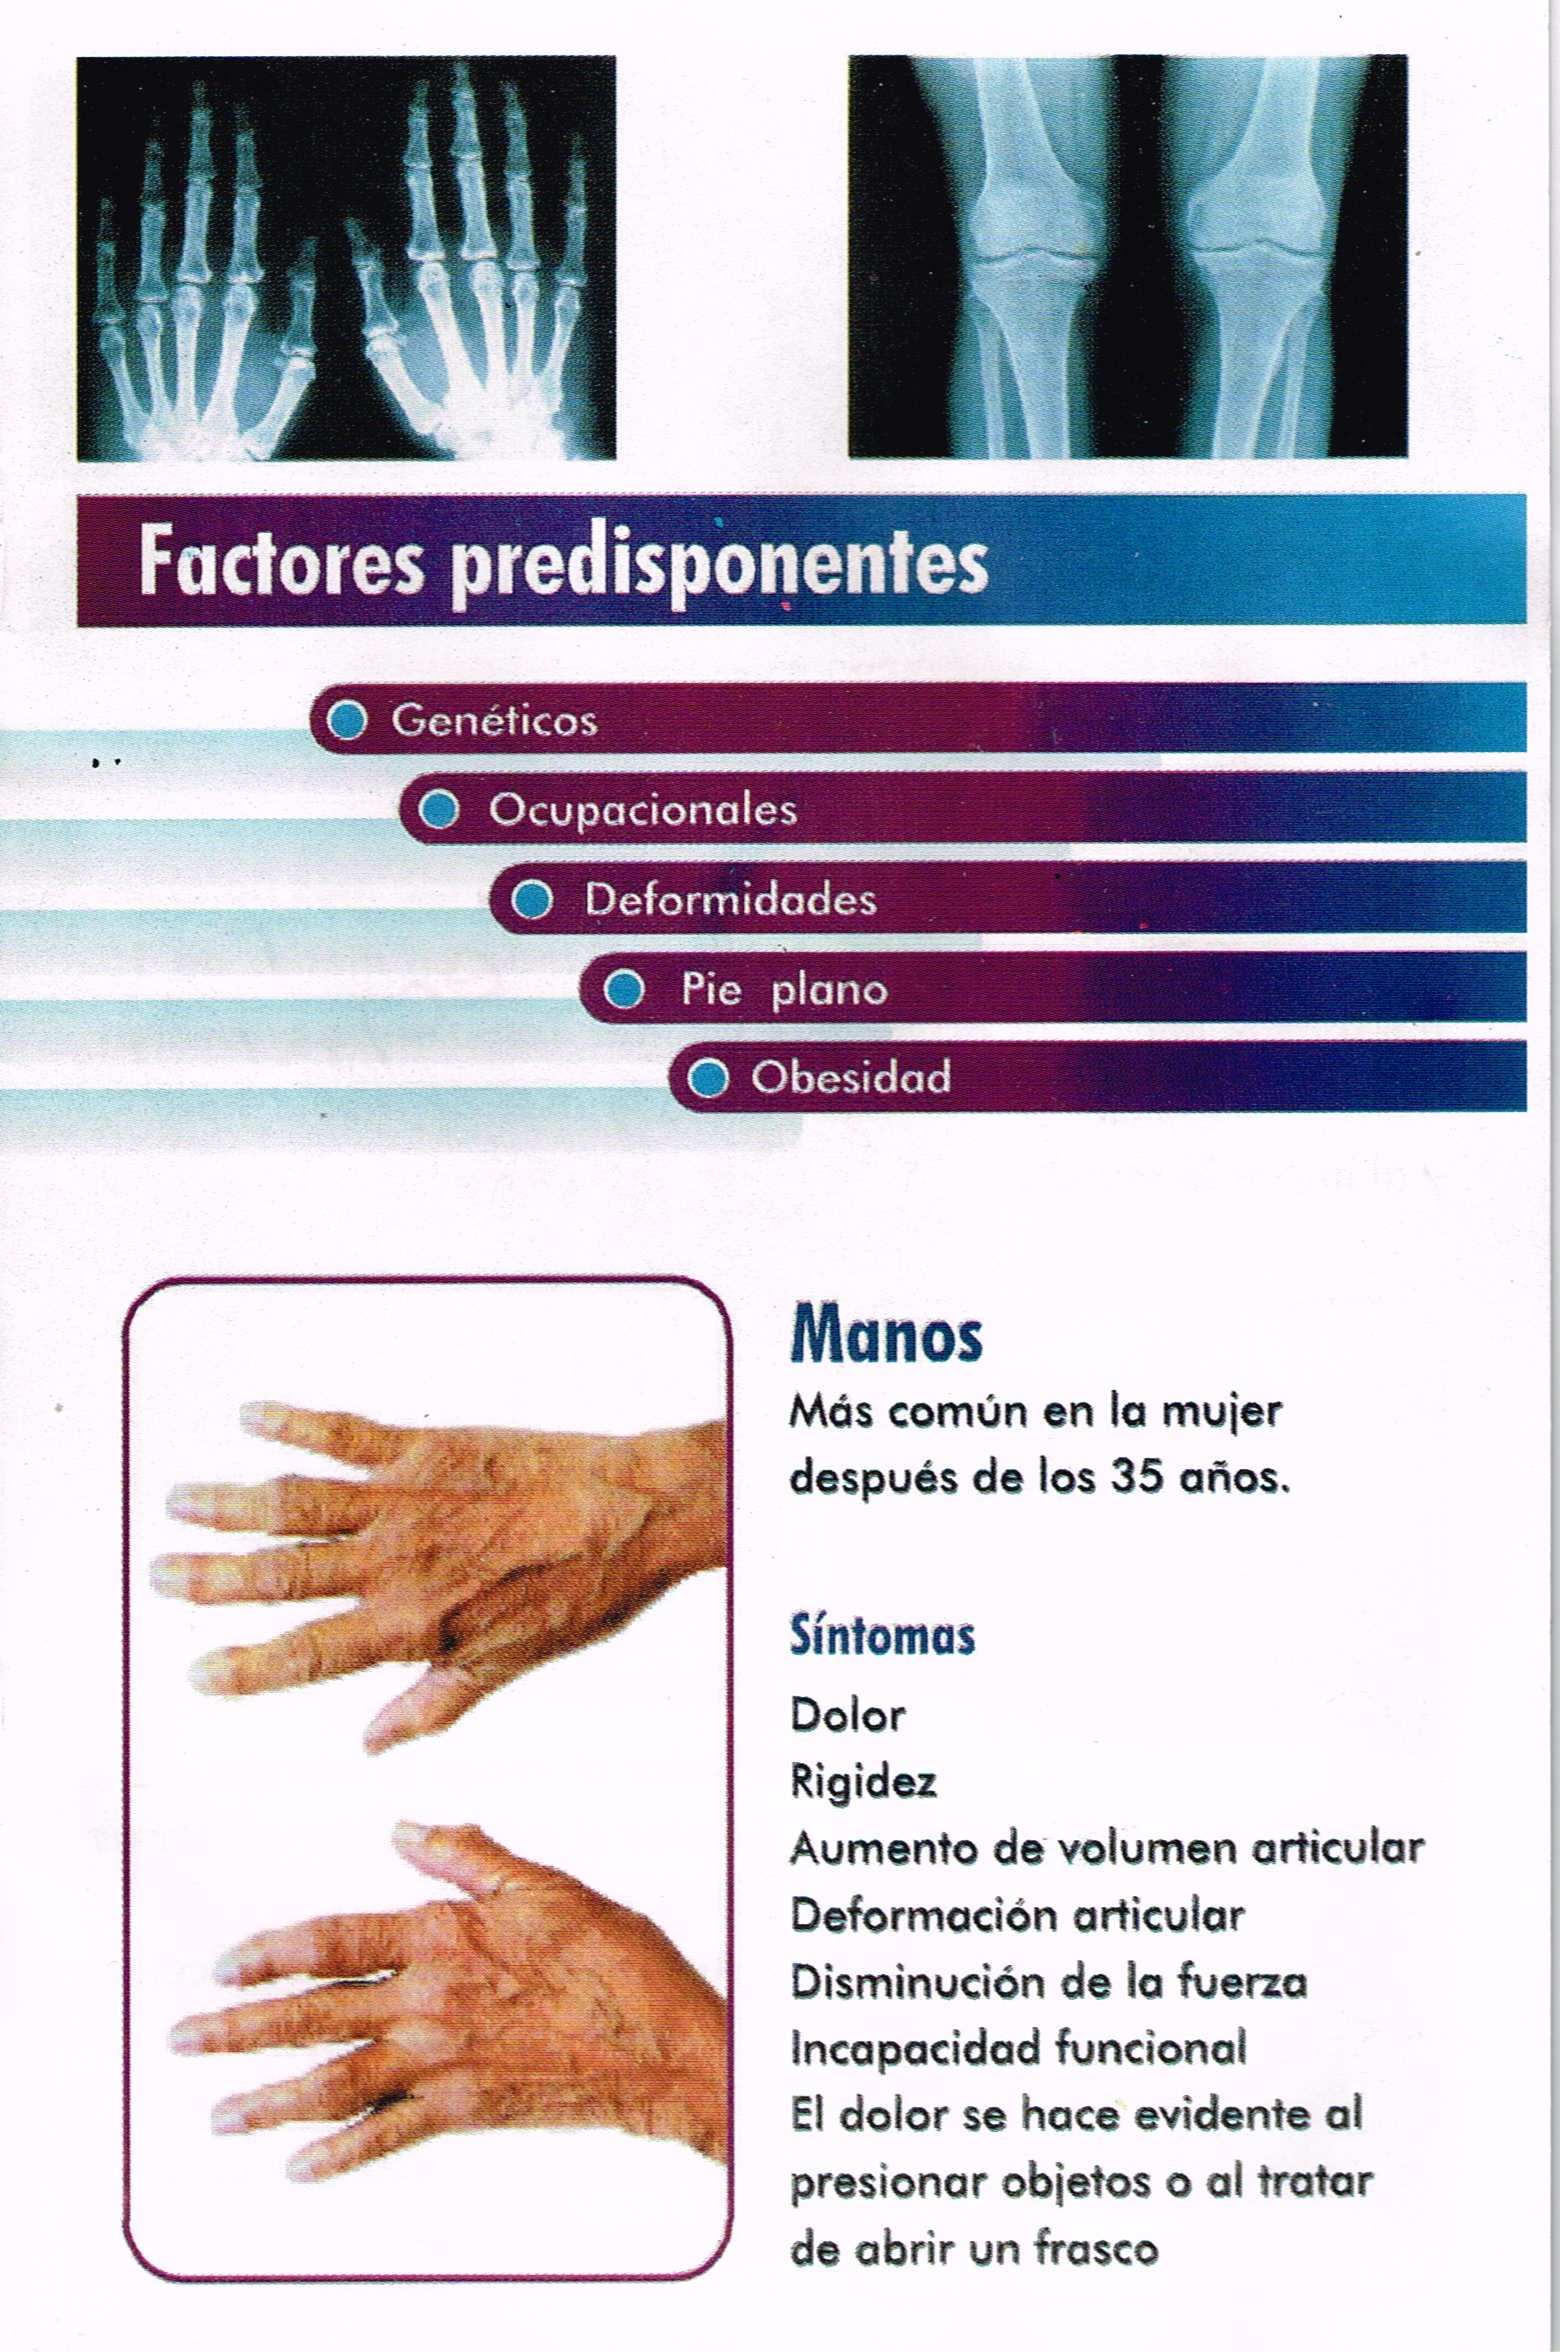 Factores predisponentes
Genéticos
Ocupacionales
Deformidades
Pie plano
Obesidad
Manos
Más común en la mujer
después de los 35 años.
Síntomas
Dolor
Rigidez
Aumento de volumen articular
Deformación articular
Disminución de la fuerza
Incapacidad funcional
El dolor se hace evidente al
presionar objetos o al tratar
de abrir un frasco